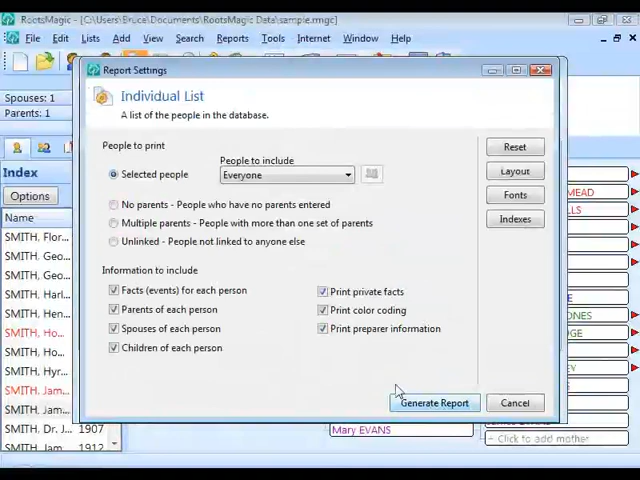 RootsMagic - [C:\Users\Bruce\Documents\RootsMagic Data\sample.rmgc]
File Edit Lists Add View Search Reports Tools Internet Window Help
Spouses: 1
Parents: 1
Index
Options
Name
SMITH, Flor...
SMITH, Geo...
SMITH, Geo...
SMITH, Harl...
SMITH, Hen...
SMITH, Ho...
SMITH, Ho...
SMITH, Jam...
SMITH, Jam...
SMITH, Dr. J... 1907
SMITH, Jam... 1912
Report Settings
Individual List
A list of the people in the database.
People to print
Selected people
People to include
Everyone
No parents - People who have no parents entered
Multiple parents - People with more than one set of parents
Unlinked - People not linked to anyone else
Information to include
Facts (events) for each person
Parents of each person
Spouses of each person
Children of each person
Print private facts
Print color coding
Print preparer information
Reset
Layout
Fonts
Indexes
Generate Report
Cancel
MEAD
LLS
ONES
GE
EY
Mary EVANS
+ Click to add mother